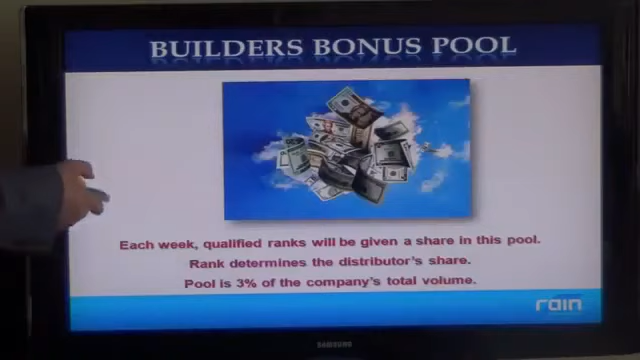 BUILDERS BONUS POOL
Each week, qualified ranks will be given a share in this pool.
Rank determines the distributor's share.
Pool is 3% of the company's total volume.
rain
SAMSUNG